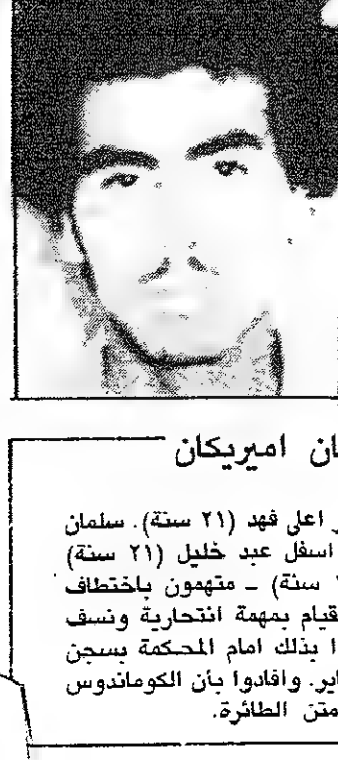 ان اميريكان
اعلى فهد (٢١ سنة). سلمان
اسفل عبد خليل (٢١ سنة)
سنة) - متهمون باختطاف
قيام بمهمة انتحارية ونسف
ا بذلك امام المحكمة بسجن
اير. وافادوا بأن الكوماندوس
متن الطائرة.